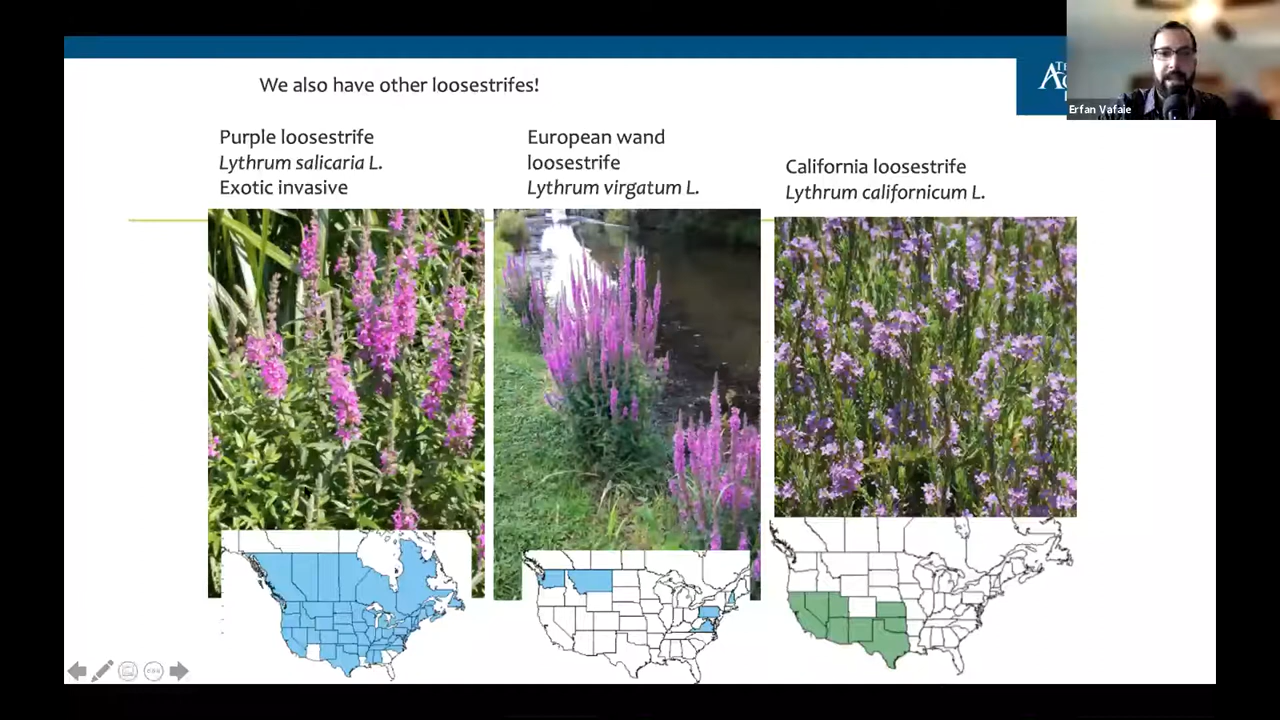 We also have other loosestrifes!
Erfan Vafaie
Purple loosestrife
Lythrum salicaria L.
Exotic invasive
European wand
loosestrife
Lythrum virgatum L.
California loosestrife
Lythrum californicum L.